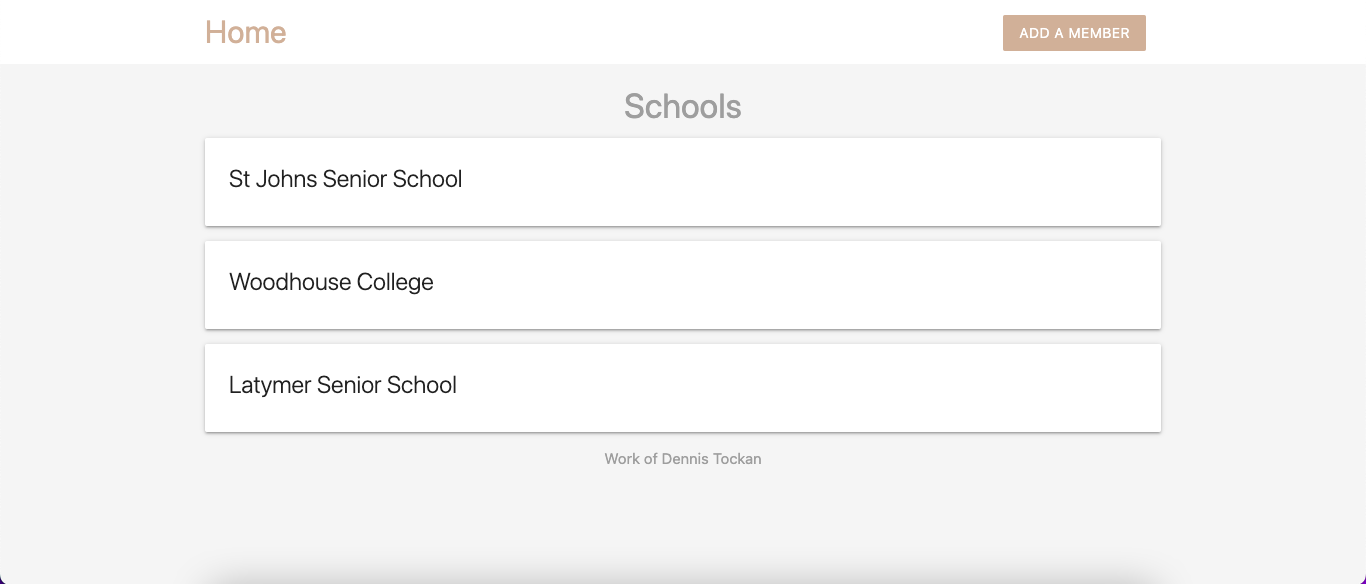 Home
ADD A MEMBER
Schools
St Johns Senior School
Woodhouse College
Latymer Senior School
Work of Dennis Tockan